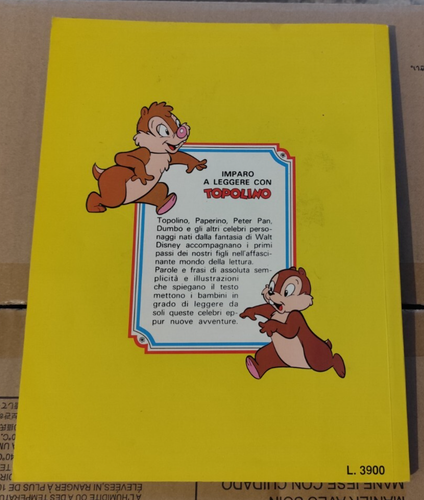 IMPARO
A LEGGERE CON
TOPOLINO
Topolino, Paperino, Peter Pan,
Dumbo e gli altri celebri perso-
naggi nati dalla fantasia di Walt
Disney accompagnano i primi
passi dei nostri figli nell'affasci-
nante mondo della lettura.
Parole e frasi di assoluta sem-
plicità e illustrazioni
che spiegano il testo
mettono i bambini in
grado di leggere da
soli queste celebri ep-
pur nuove avventure.
L. 3900
MANEJESE CON CUIDADO